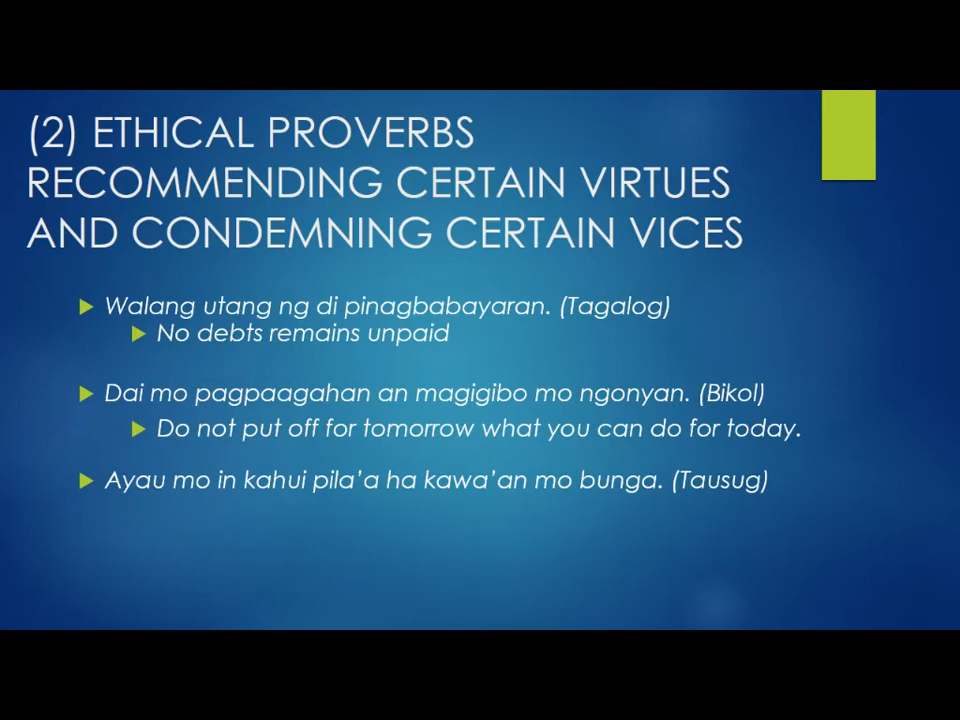 (2) ETHICAL PROVERBS
RECOMMENDING CERTAIN VIRTUES
AND CONDEMNING CERTAIN VICES
Walang utang ng di pinagbabayaran. (Tagalog)
No debts remains unpaid
Dai mo pagpaagahan an magigibo mo ngonyan. (Bikol)
Do not put off for tomorrow what you can do for today.
Ayau mo in kahui pila’a ha kawa’an mo bunga. (Tausug)